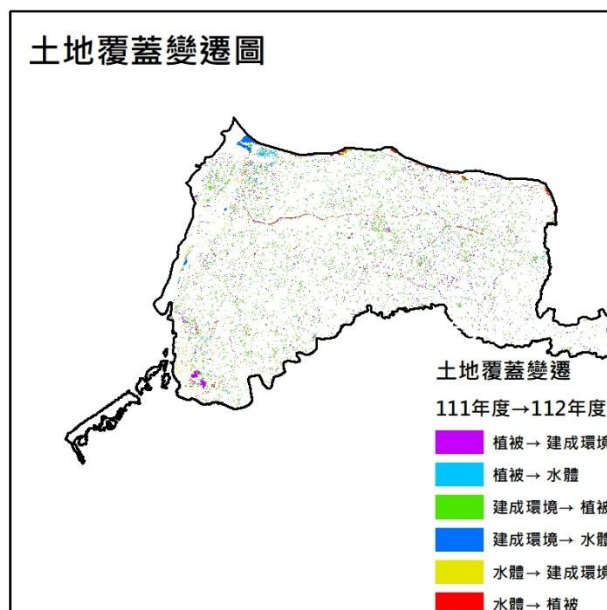 土地覆蓋變遷圖
土地覆蓋變遷
111年度→112年度
植被→ 建成環境
植被→ 水體
建成環境→ 植被
建成環境→ 水體
水體→ 建成環境
水體→ 植被